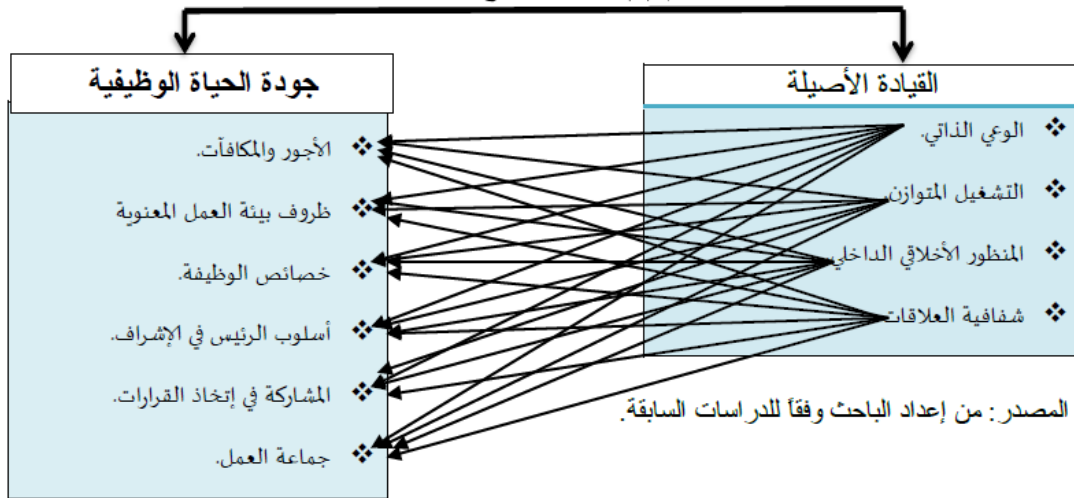 القيادة الأصيلة
❖ الوعي الذاتي.
❖ التشغيل المتوازن.
❖ المنظور الأخلاقي الداخلي
❖ شفافية العلاقات
جودة الحياة الوظيفية
❖ الأجور والمكافآت.
❖ ظروف بيئة العمل المعنوية
❖ خصائص الوظيفة.
❖ أسلوب الرئيس في الإشراف.
❖ المشاركة في إتخاذ القرارات.
❖ جماعة العمل.
المصدر: من إعداد الباحث وفقاً للدراسات السابقة.